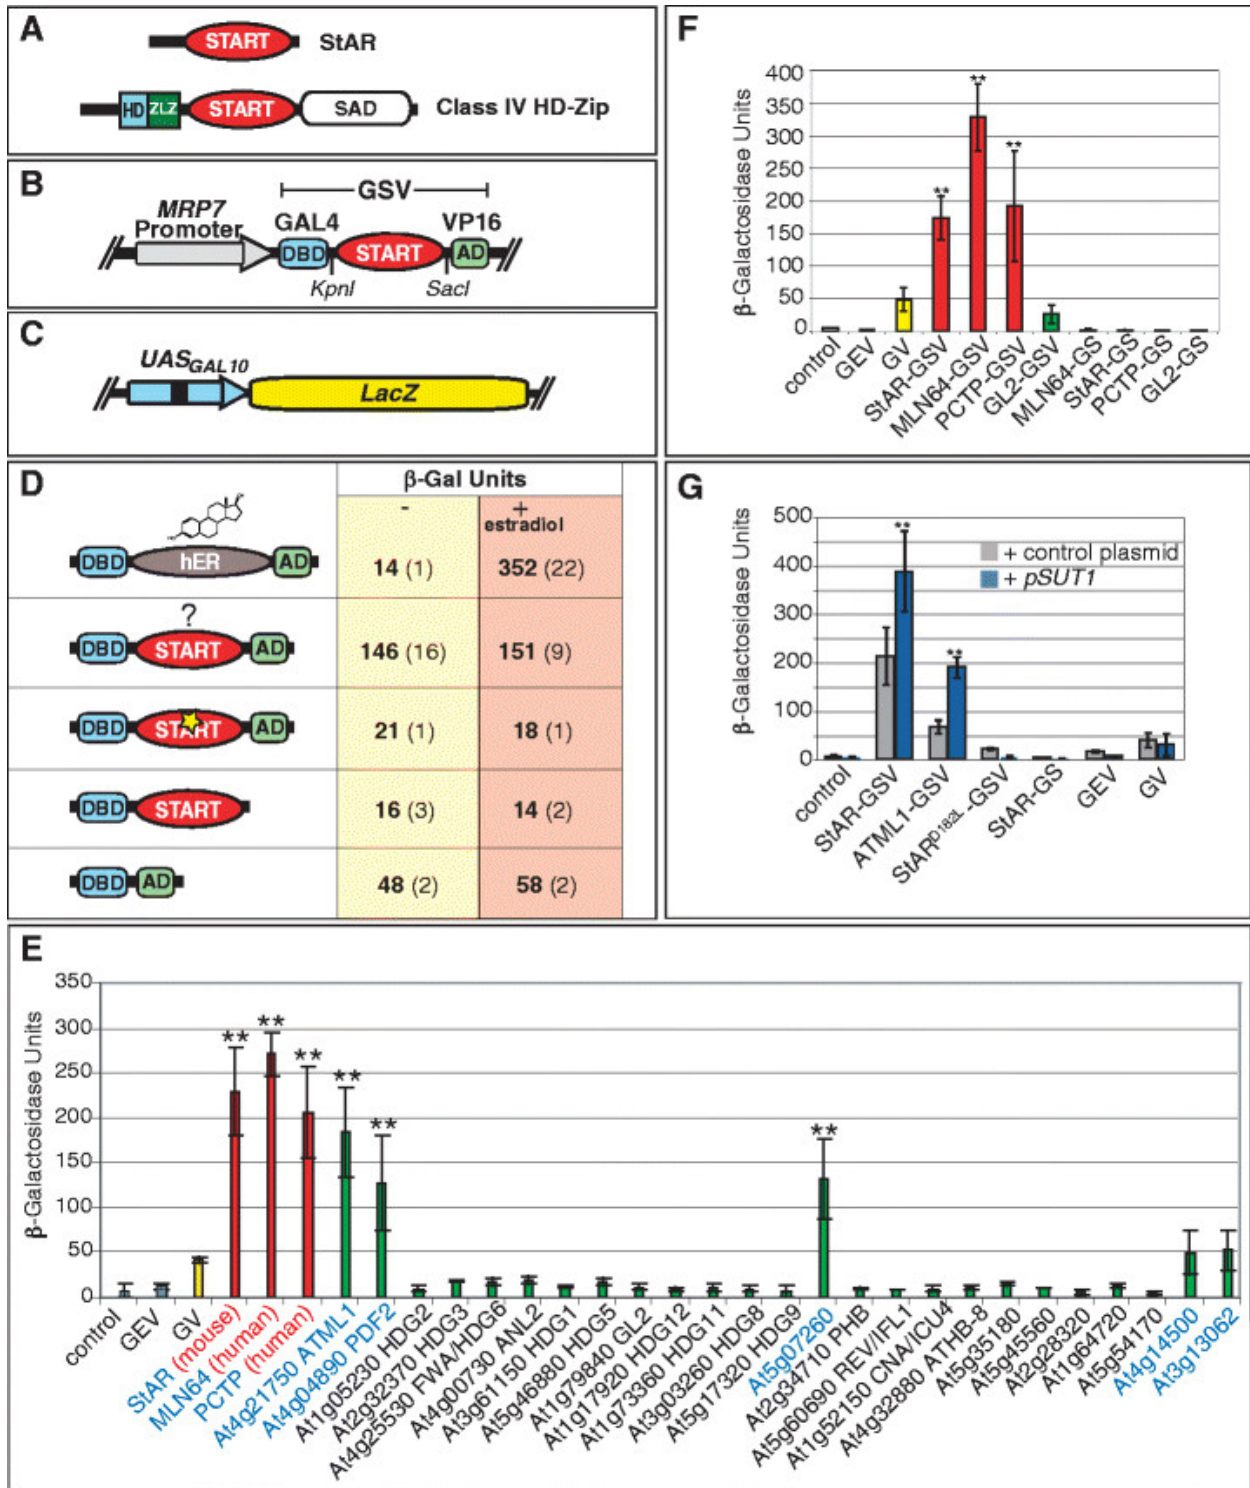 A
START
StAR
HD
ZLZ
START
SAD
Class IV HD-Zip
B
GSV
MRP7
Promoter
GAL4
VP16
DBD
START
AD
KpnI
SacI
C
UASGAL10
LacZ
D
β-Gal Units
-
+
estradiol
DBD hER AD
14 (1)
352 (22)
?
DBD START AD
146 (16)
151 (9)
DBD START AD
21 (1)
18 (1)
DBD START
16 (3)
14 (2)
DBD AD
48 (2)
58 (2)
F
β-Galactosidase Units
400
350
300
250
200
150
100
50
0
**
**
**
control
GEV
GV
StAR-GSV
MLN64-GSV
PCTP-GSV
GL2-GSV
MLN64-GS
StAR-GS
PCTP-GS
GL2-GS
G
β-Galactosidase Units
500
400
300
200
100
0
+ control plasmid
+ pSUT1
**
**
control
StAR-GSV
ATML1-GSV
StARD182L-GSV
StAR-GS
GEV
GV
E
β-Galactosidase Units
350
300
250
200
150
100
50
0
**
**
**
**
**
**
control
GEV
GV
StAR (mouse)
MLN64 (human)
PCTP (human)
At4g21750 ATML1
At4g04890 PDF2
At1g05230 HDG2
At2g32370 HDG3
At4g25530 FWA/HDG6
At4g00730 ANL2
At3g61150 HDG1
At5g46880 HDG5
At1g79840 GL2
At1g17920 HDG12
At1g73360 HDG11
At3g03260 HDG8
At5g17320 HDG9
At5g07260
At2g34710 PHB
At5g60690 REV/IFL1
At1g52150 CNA/ICU4
At4g32880 ATHB-8
At5g35180
At5g45560
At2g28320
At1g64720
At5g54170
At4g14500
At3g13062